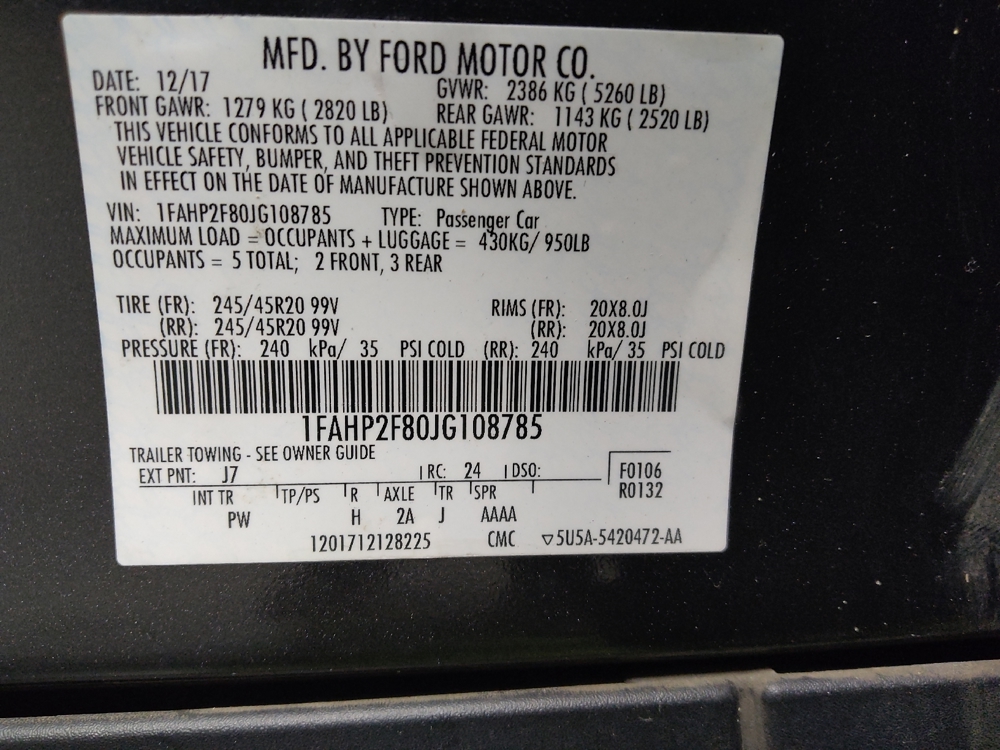 MFD. BY FORD MOTOR CO.
DATE: 12/17 GVWR: 2386 KG ( 5260 LB)
FRONT GAWR: 1279 KG ( 2820 LB) REAR GAWR: 1143 KG ( 2520 LB)
THIS VEHICLE CONFORMS TO ALL APPLICABLE FEDERAL MOTOR
VEHICLE SAFETY, BUMPER, AND THEFT PREVENTION STANDARDS
IN EFFECT ON THE DATE OF MANUFACTURE SHOWN ABOVE.
VIN: 1FAHP2F80JG108785 TYPE: Passenger Car
MAXIMUM LOAD = OCCUPANTS + LUGGAGE = 430KG/ 950LB
OCCUPANTS = 5 TOTAL; 2 FRONT, 3 REAR
TIRE (FR): 245/45R20 99V RIMS (FR): 20X8.0J
(RR): 245/45R20 99V (RR): 20X8.0J
PRESSURE (FR): 240 kPa/ 35 PSI COLD (RR): 240 kPa/ 35 PSI COLD
1FAHP2F80JG108785
TRAILER TOWING - SEE OWNER GUIDE
EXT PNT: J7 RC: 24 DSO: F0106
INT TR TP/PS R AXLE TR SPR R0132
PW H 2A J AAAA
1201712128225 CMC ▽5U5A-5420472-AA